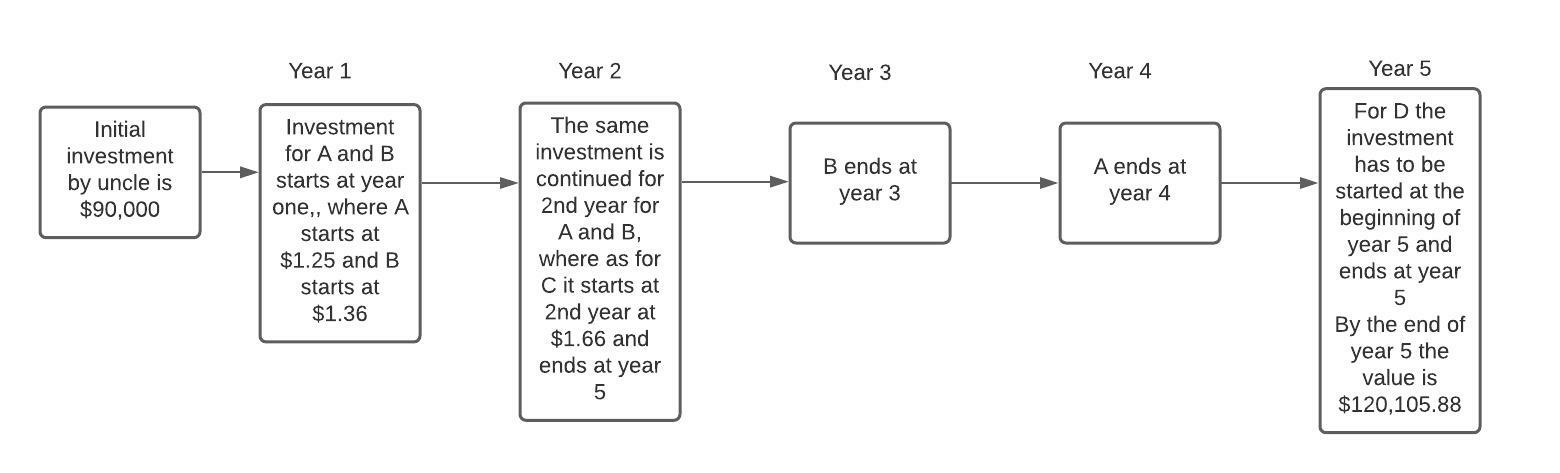 Year 1
Year 2
Year 3
Year 4
Year 5
Initial
investment
by uncle is
$90,000
Investment
for A and B
starts at year
one,, where A
starts at
$1.25 and B
starts at
$1.36
The same
investment is
continued for
2nd year for
A and B,
where as for
C it starts at
2nd year at
$1.66 and
ends at year
5
B ends at
year 3
A ends at
year 4
For D the
investment
has to be
started at the
beginning of
year 5 and
ends at year
5
By the end of
year 5 the
value is
$120,105.88